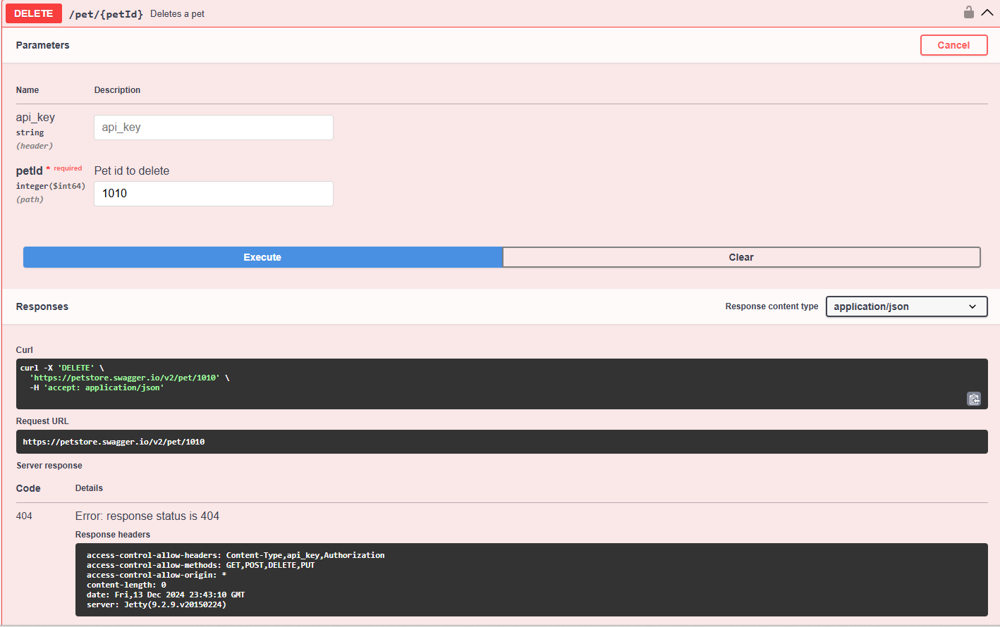 DELETE /pet/{petId} Deletes a pet
Parameters
Cancel
Name Description
api_key
string
(header)
api_key
petId * required
integer($int64)
(path)
Pet id to delete
1010
Execute Clear
Responses
Response content type application/json
Curl
curl -X 'DELETE' \
'https://petstore.swagger.io/v2/pet/1010' \
-H 'accept: application/json'
Request URL
https://petstore.swagger.io/v2/pet/1010
Server response
Code Details
404 Error: response status is 404
Response headers
access-control-allow-headers: Content-Type,api_key,Authorization
access-control-allow-methods: GET,POST,DELETE,PUT
access-control-allow-origin: *
content-length: 0
date: Fri,13 Dec 2024 23:43:10 GMT
server: Jetty(9.2.9.v20150224)